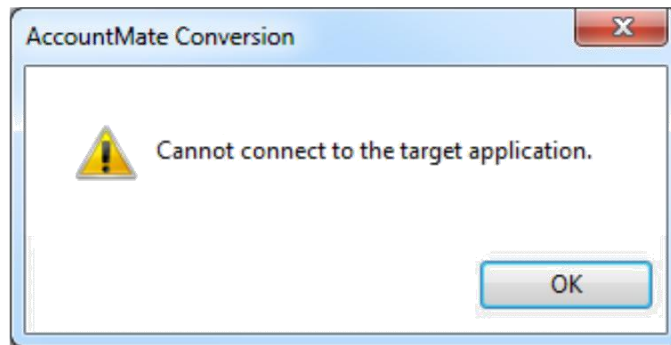 AccountMate Conversion
Cannot connect to the target application.
OK